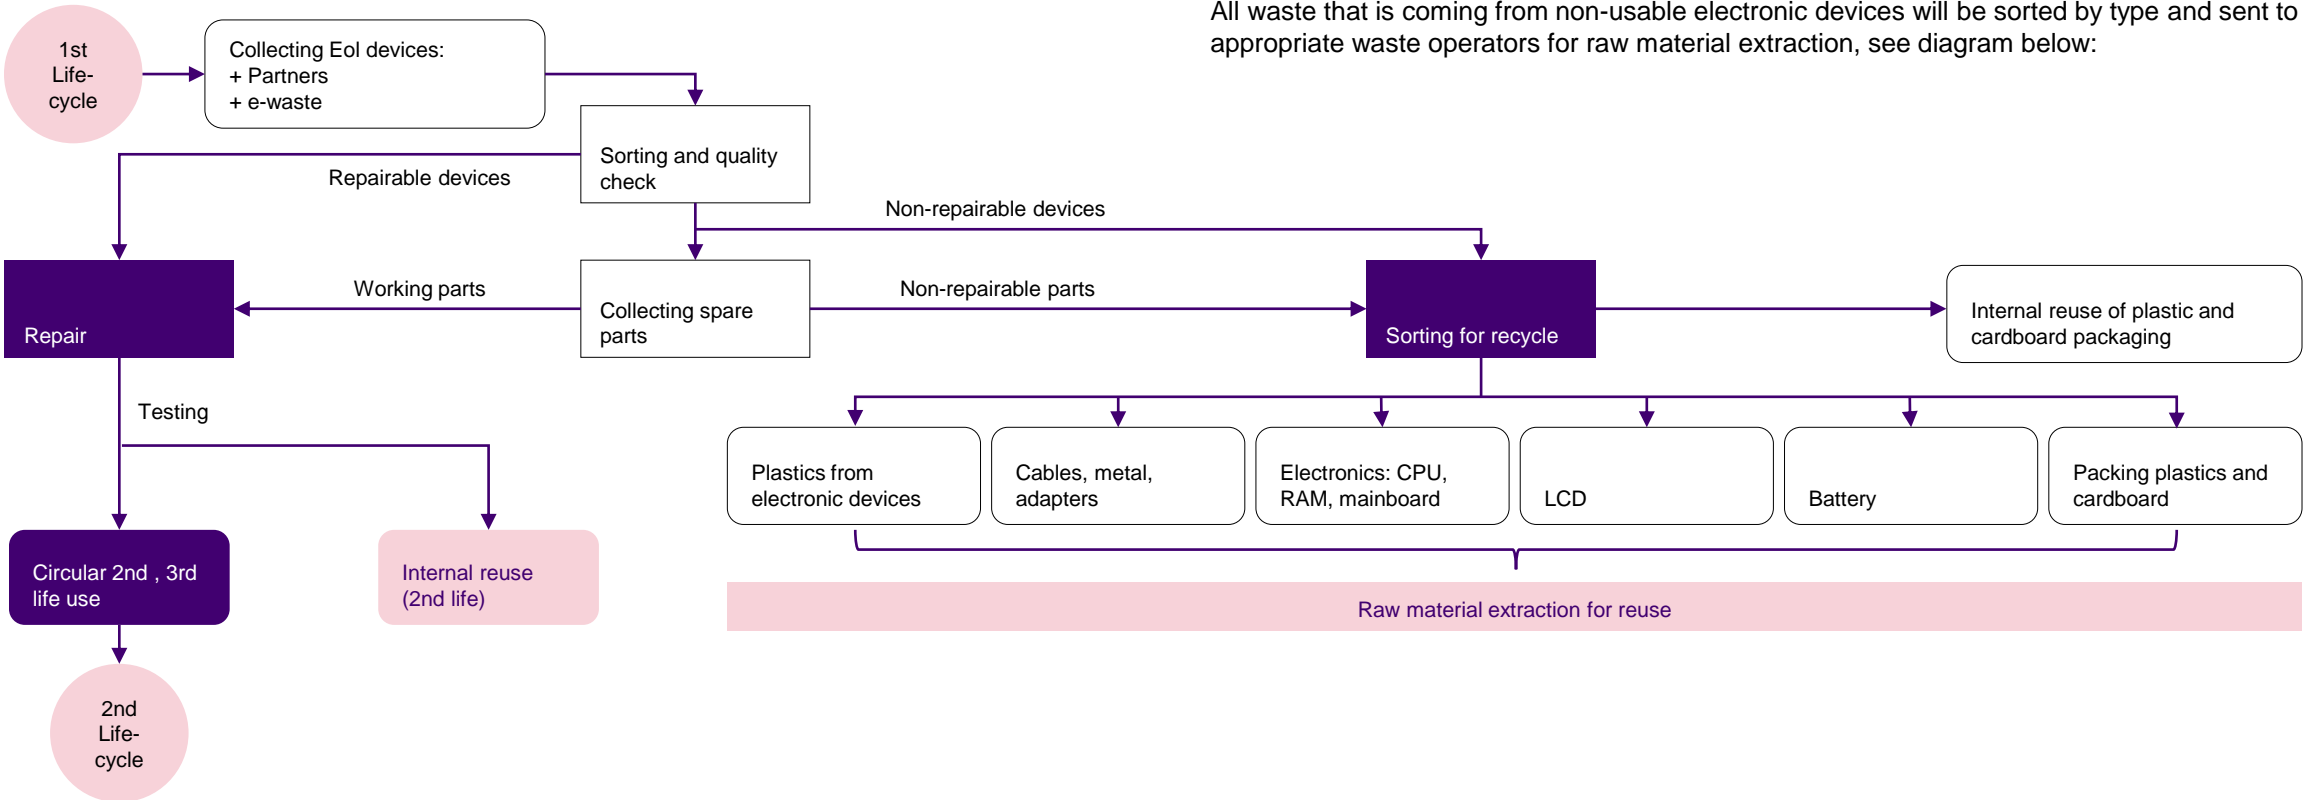 All waste that is coming from non-usable electronic devices will be sorted by type and sent to
appropriate waste operators for raw material extraction, see diagram below:
1st
Life-
cycle
Collecting Eol devices:
+ Partners
+ e-waste
Sorting and quality
check
Repairable devices
Non-repairable devices
Repair
Working parts
Collecting spare
parts
Non-repairable parts
Sorting for recycle
Internal reuse of plastic and
cardboard packaging
Testing
Plastics from
electronic devices
Cables, metal,
adapters
Electronics: CPU,
RAM, mainboard
LCD
Battery
Packing plastics and
cardboard
Circular 2nd , 3rd
life use
Internal reuse
(2nd life)
Raw material extraction for reuse
2nd
Life-
cycle